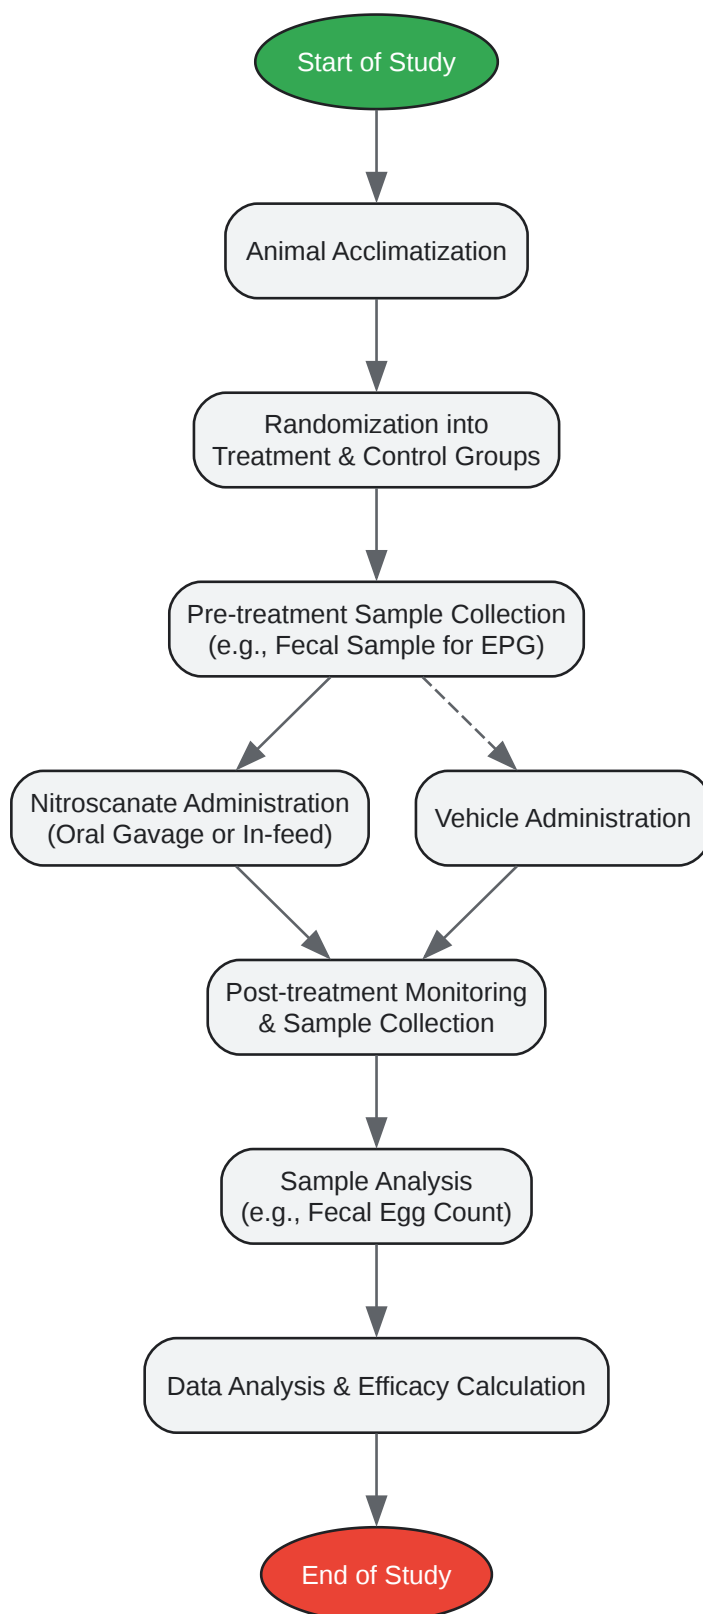 Start of Study
Animal Acclimatization
Randomization into
Treatment & Control Groups
Pre-treatment Sample Collection
(e.g., Fecal Sample for EPG)
Nitroscanate Administration
(Oral Gavage or In-feed)
Vehicle Administration
Post-treatment Monitoring
& Sample Collection
Sample Analysis
(e.g., Fecal Egg Count)
Data Analysis & Efficacy Calculation
End of Study